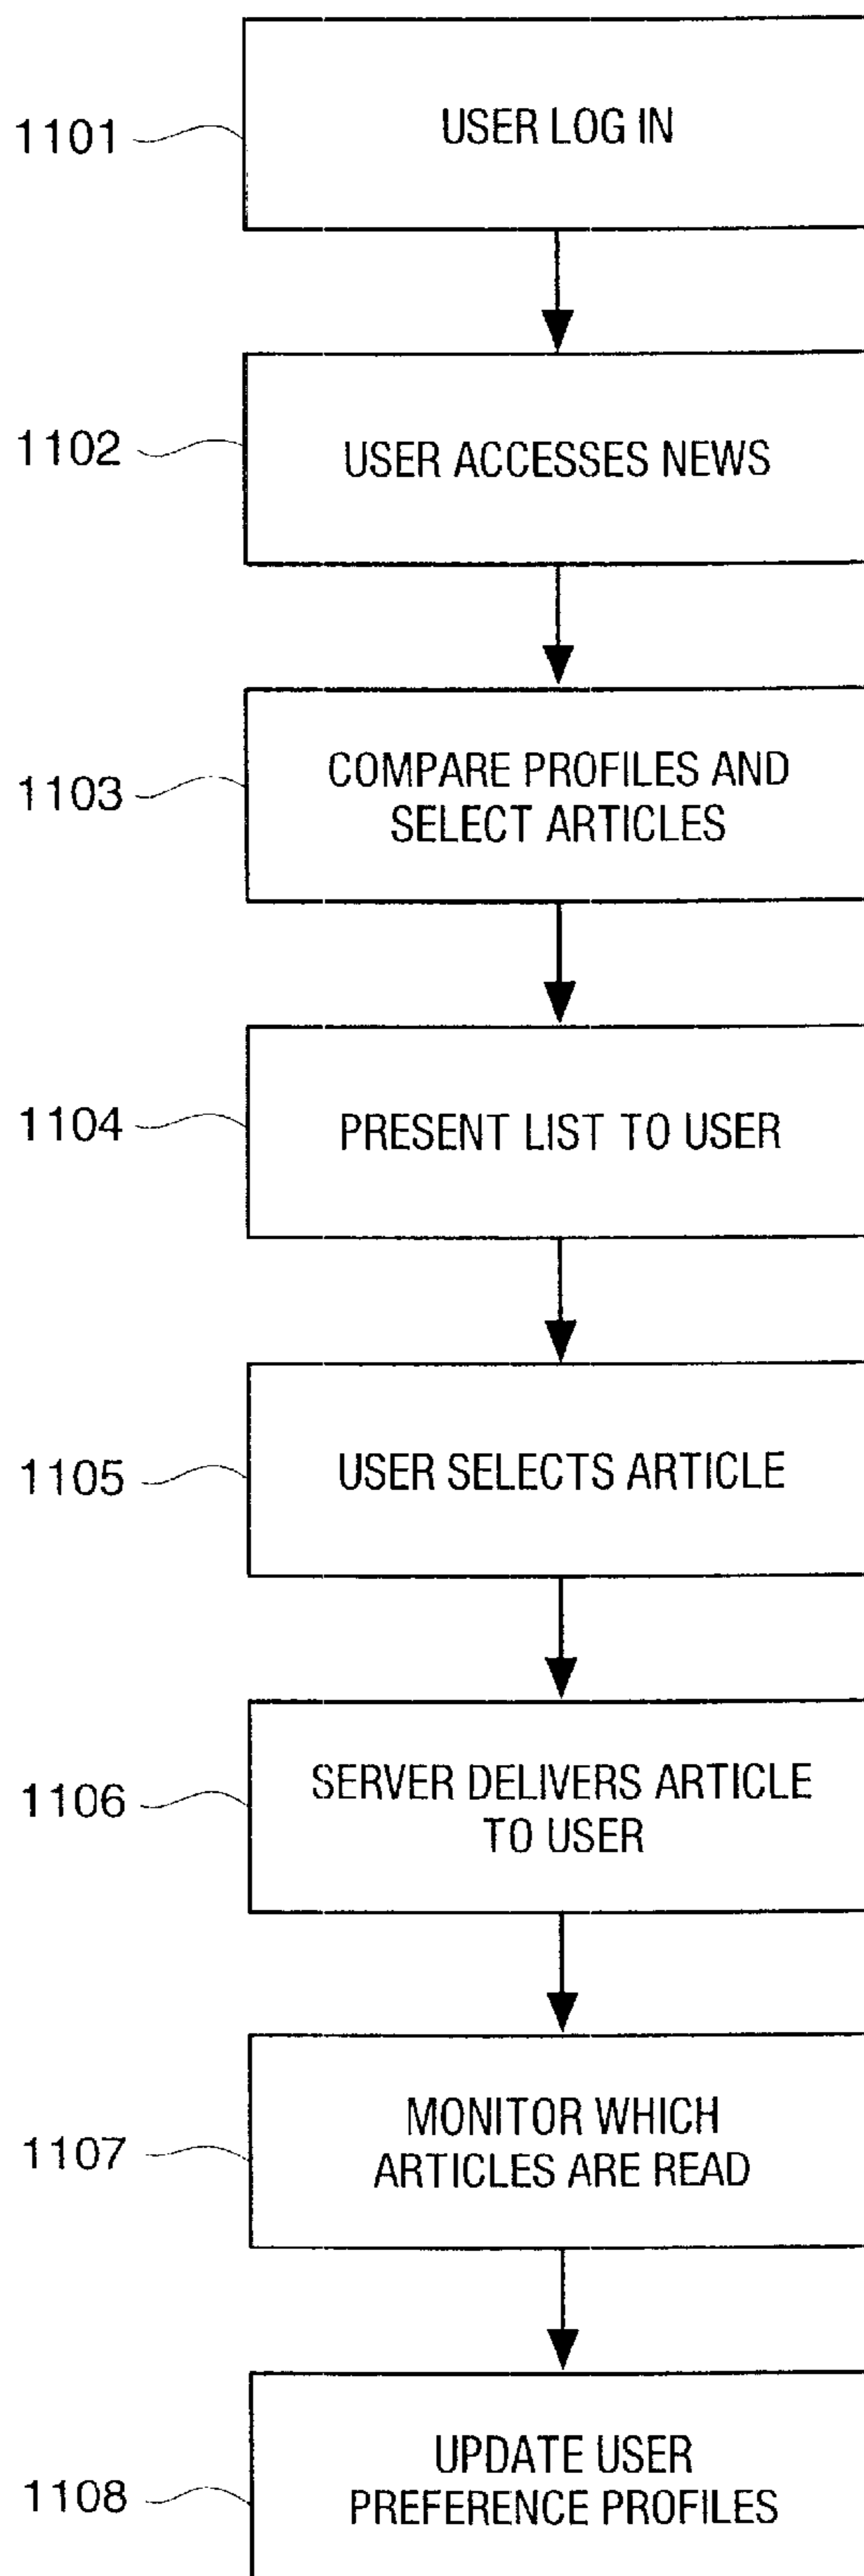 1101
USER LOG IN
1102
USER ACCESSES NEWS
1103
COMPARE PROFILES AND
SELECT ARTICLES
1104
PRESENT LIST TO USER
1105
USER SELECTS ARTICLE
1106
SERVER DELIVERS ARTICLE
TO USER
1107
MONITOR WHICH
ARTICLES ARE READ
1108
UPDATE USER
PREFERENCE PROFILES